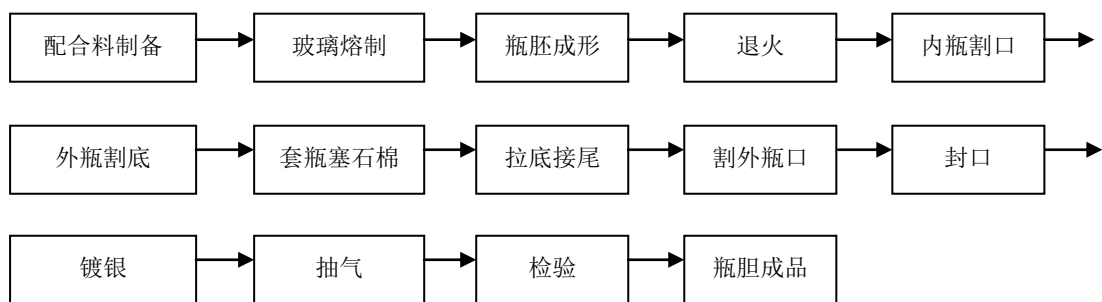 配合料制备 玻璃熔制 瓶胚成形 退火 内瓶割口
外瓶割底 套瓶塞石棉 拉底接尾 割外瓶口 封口
镀银 抽气 检验 瓶胆成品